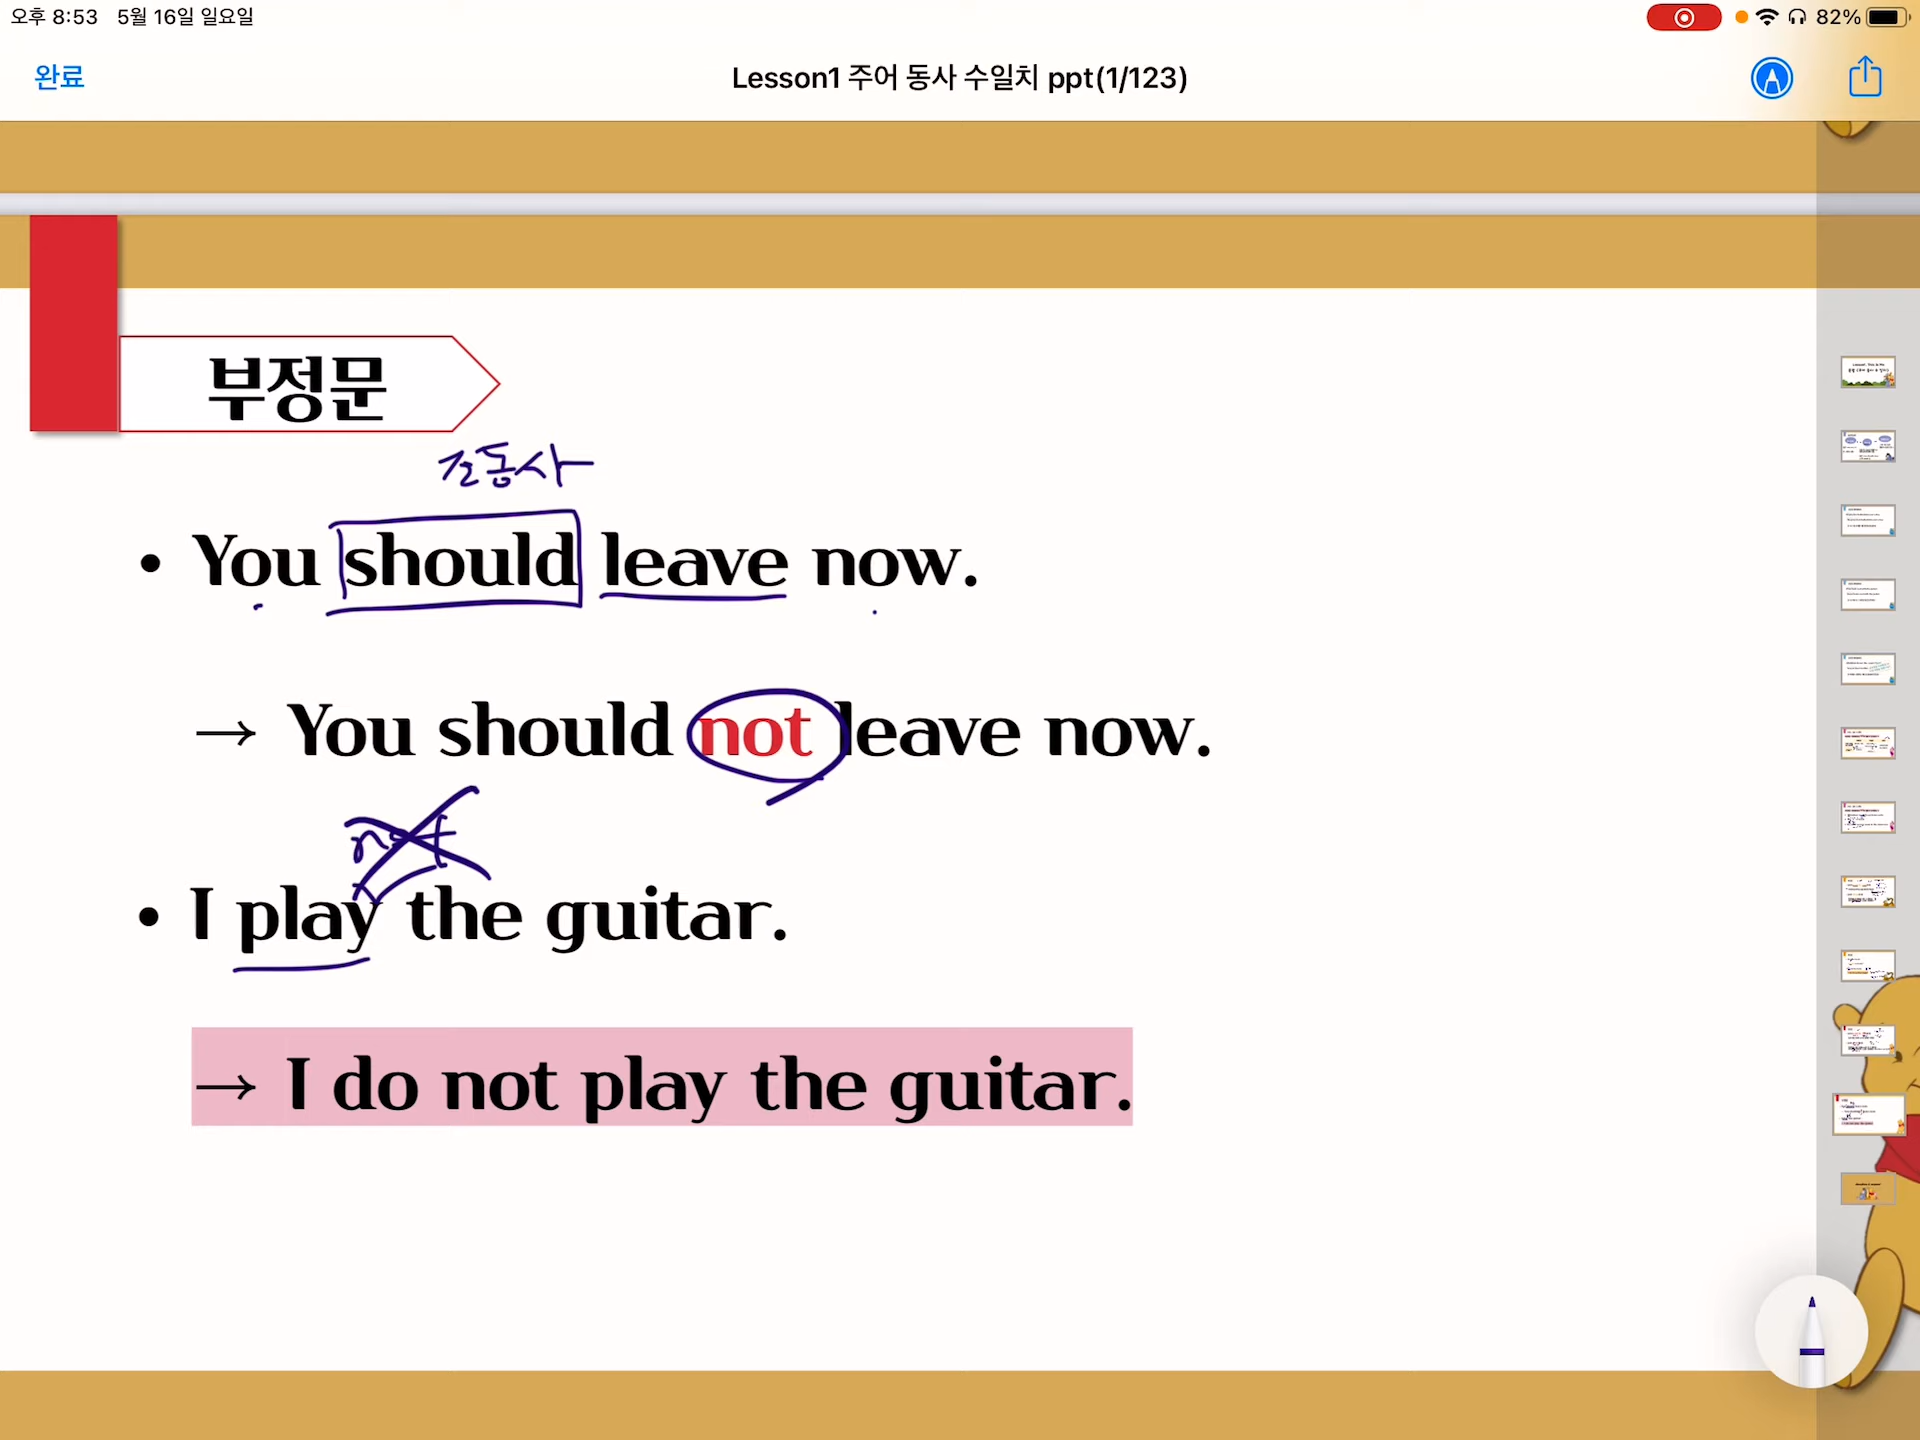 오후 8:53 5월 16일 일요일
82%
완료
Lesson1 주어 동사 수일치 ppt(1/123)
부정문
조동사
• You should leave now.
→ You should not leave now.
not
• I play the guitar.
→ I do not play the guitar.